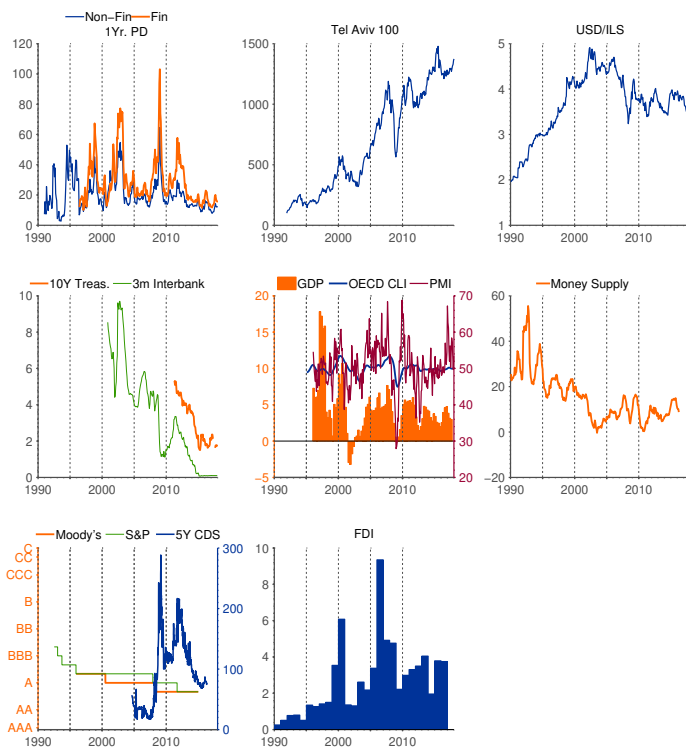 Non-Fin Fin
1Yr. PD
120
100
80
60
40
20
0
1990 2000 2010
Tel Aviv 100
1500
1000
500
0
1990 2000 2010
USD/ILS
5
4
3
2
1
1990 2000 2010
10Y Treas. 3m Interbank
10
8
6
4
2
0
1990 2000 2010
GDP OECD CLI PMI
20 70
15 60
10 50
5 40
0 30
−5 20
1990 2000 2010
Money Supply
60
40
20
0
−20
1990 2000 2010
Moody's S&P 5Y CDS
C 300
CC
CCC
B 200
BB
BBB
A 100
AA
AAA 0
1990 2000 2010
FDI
10
8
6
4
2
0
1990 2000 2010